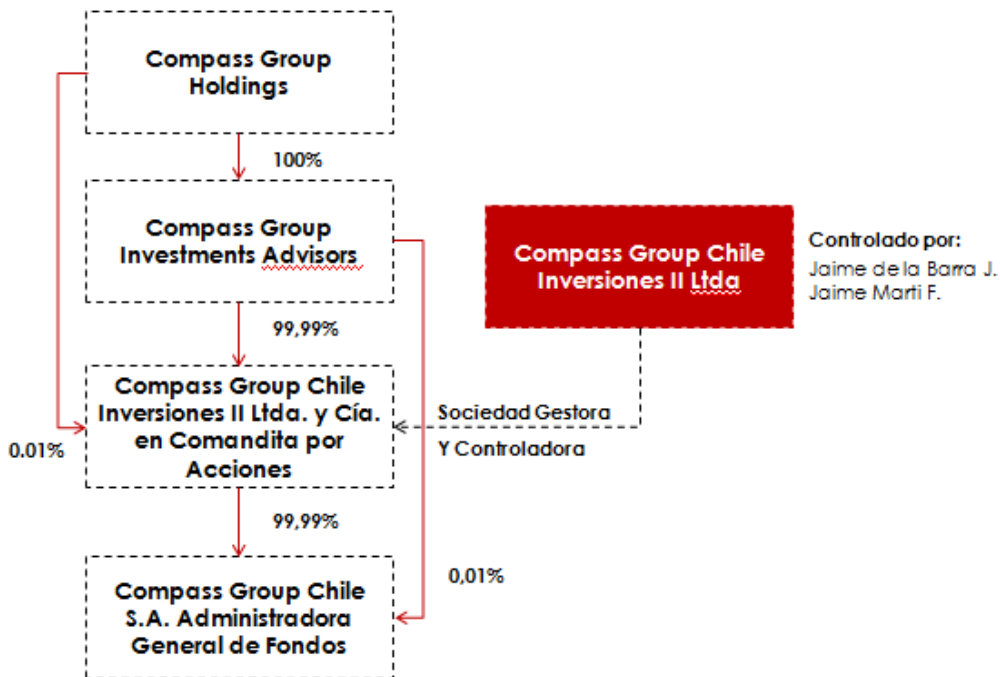 Compass Group
Holdings
100%
Compass Group
Investments Advisors
99,99%
Compass Group Chile
Inversiones II Ltda. y Cía.
en Comandita por
Acciones
0.01%
99,99%
Compass Group Chile
S.A. Administradora
General de Fondos
0,01%
Compass Group Chile
Inversiones II Ltda
Controlado por:
Jaime de la Barra J.
Jaime Marti F.
Sociedad Gestora
Y Controladora